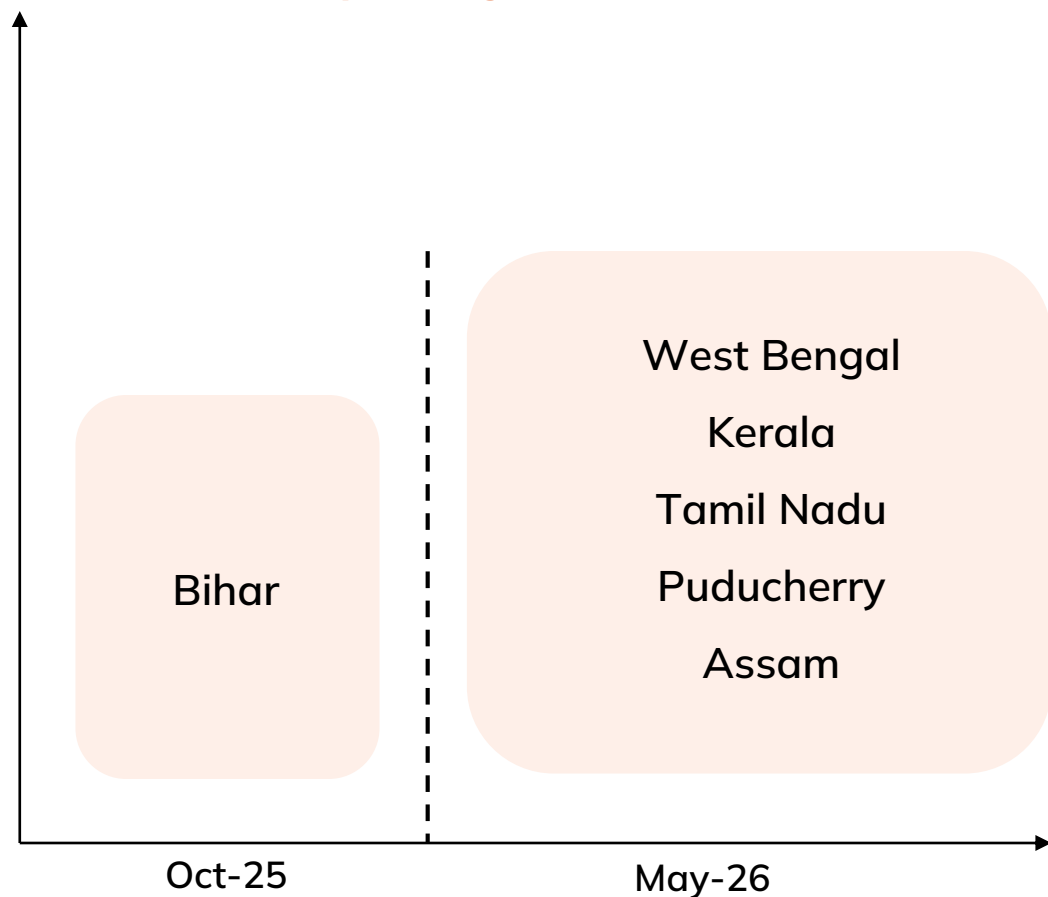 West Bengal
Kerala
Tamil Nadu
Puducherry
Assam
Bihar
Oct-25
May-26